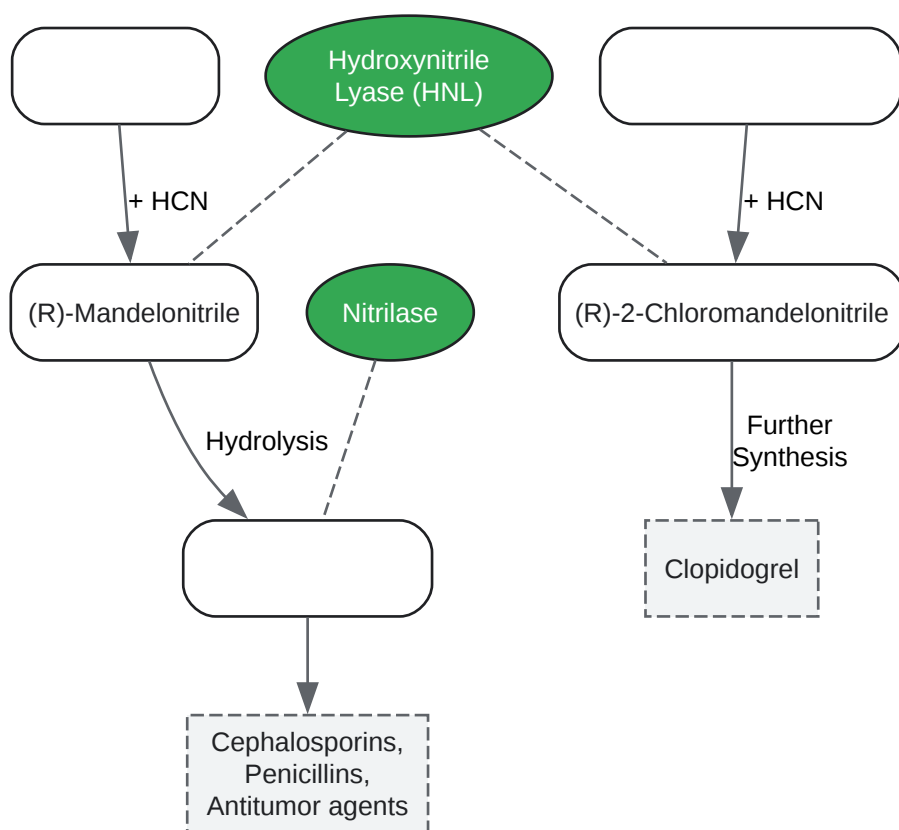 Hydroxynitrile
Lyase (HNL)
+ HCN
+ HCN
(R)-Mandelonitrile
Nitrilase
(R)-2-Chloromandelonitrile
Hydrolysis
Further
Synthesis
Clopidogrel
Cephalosporins,
Penicillins,
Antitumor agents